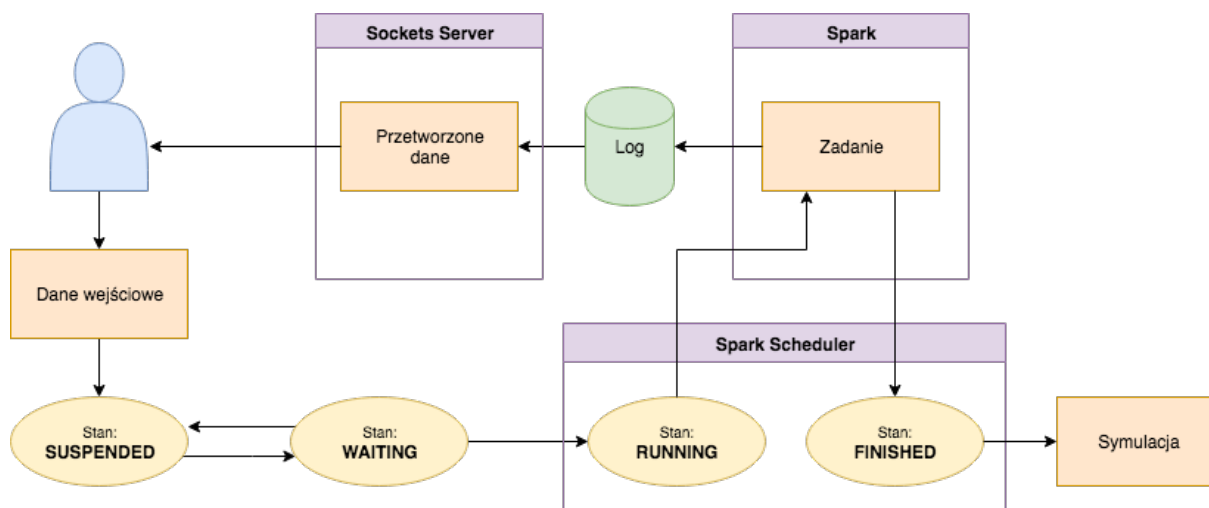 Sockets Server
Spark
Przetworzone
dane
Log
Zadanie
Dane wejściowe
Spark Scheduler
Stan:
SUSPENDED
Stan:
WAITING
Stan:
RUNNING
Stan:
FINISHED
Symulacja